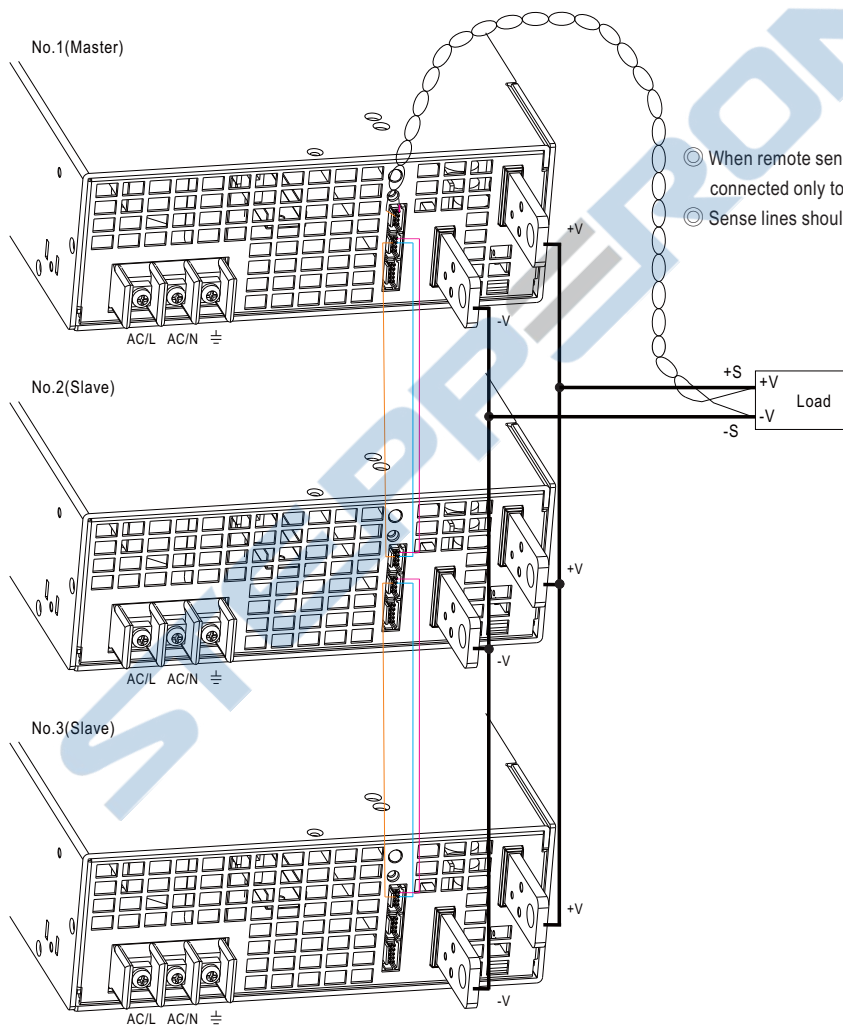 No.1(Master)
◎ When remote sen
connected only to
◎ Sense lines shoul
+V
-V
AC/L AC/N
+S
+V
Load
-V
-S
No.2(Slave)
+V
-V
AC/L AC/N
No.3(Slave)
+V
-V
AC/L AC/N
STEPPERON